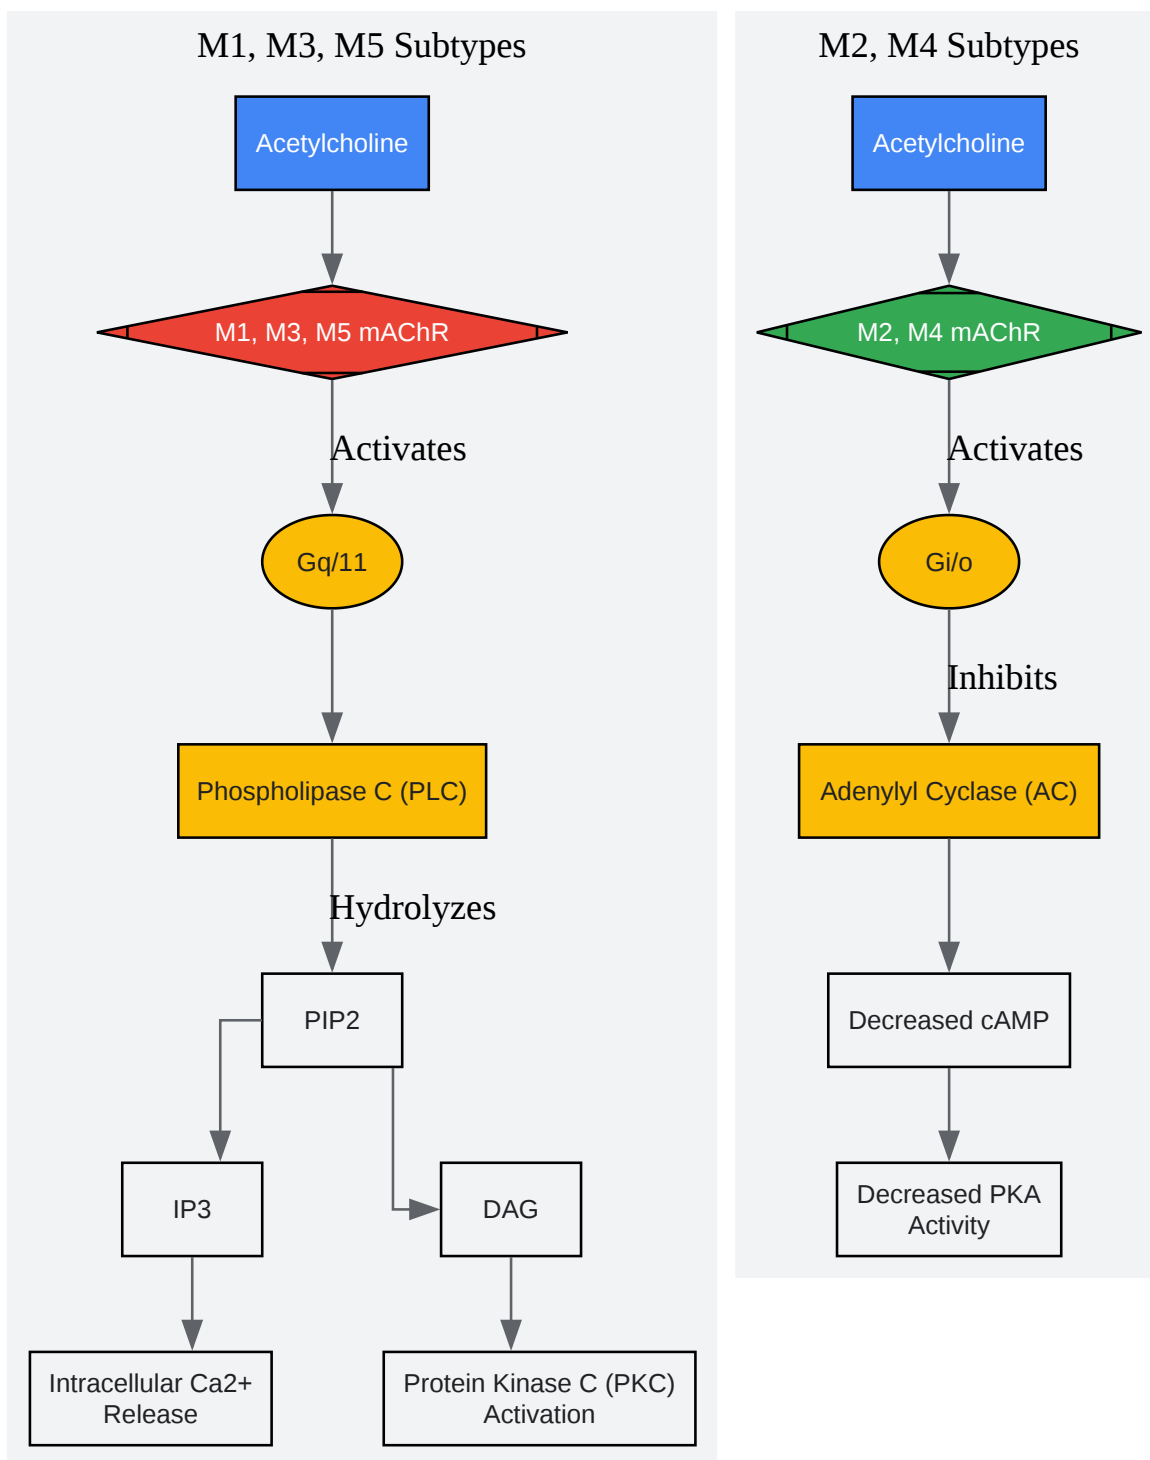 M1, M3, M5 Subtypes
Acetylcholine
M1, M3, M5 mAChR
Activates
Gq/11
Phospholipase C (PLC)
Hydrolyzes
PIP2
IP3
DAG
Intracellular Ca2+
Release
Protein Kinase C (PKC)
Activation
M2, M4 Subtypes
Acetylcholine
M2, M4 mAChR
Activates
Gi/o
Inhibits
Adenylyl Cyclase (AC)
Decreased cAMP
Decreased PKA
Activity